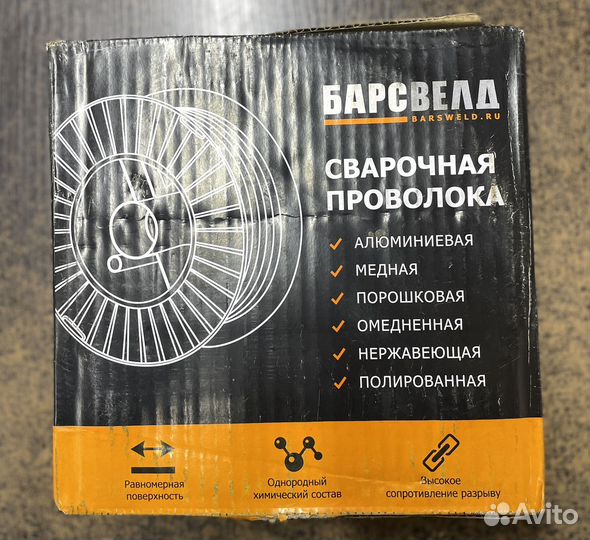 БАРСВЕЛД
BARSWELD.RU
СВАРОЧНАЯ
ПРОВОЛОКА
АЛЮМИНИЕВАЯ
МЕДНАЯ
ПОРОШКОВАЯ
ОМЕДНЕННАЯ
НЕРЖАВЕЮЩАЯ
ПОЛИРОВАННАЯ
Равномерная
поверхность
Однородный
химический состав
Высокое
сопротивление разрыву
Avito